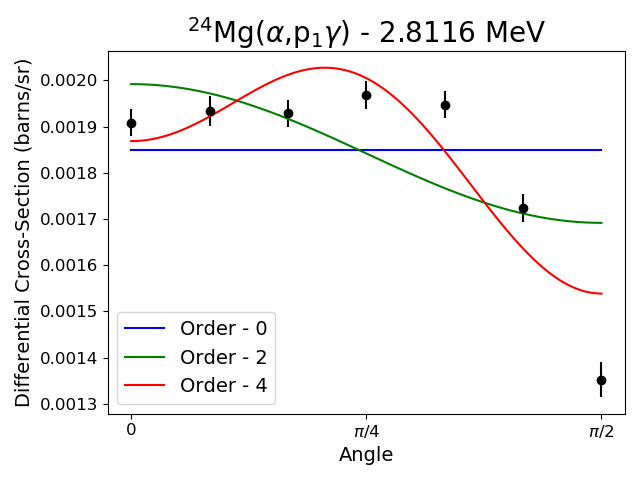 ²⁴Mg(α,p₁γ) - 2.8116 MeV
Differential Cross-Section (barns/sr)
0.0020
0.0019
0.0018
0.0017
0.0016
0.0015
0.0014
0.0013
Order - 0
Order - 2
Order - 4
0 π/4 π/2
Angle